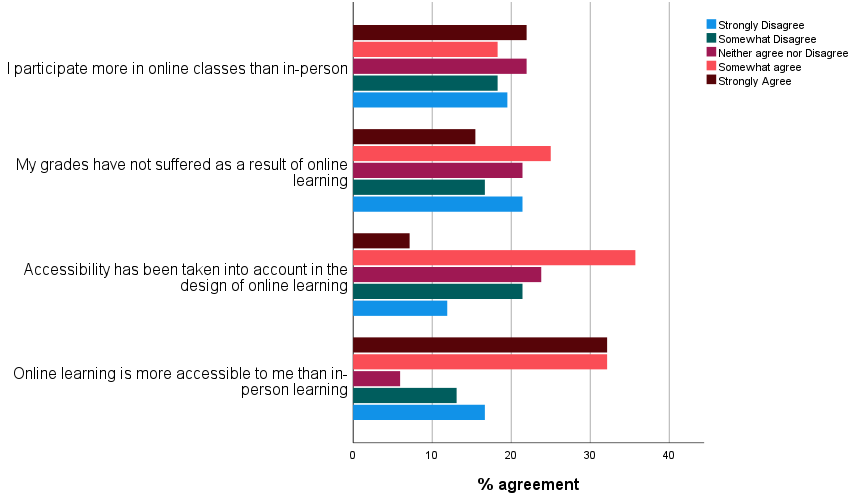 Strongly Disagree
Somewhat Disagree
Neither agree nor Disagree
Somewhat agree
Strongly Agree
I participate more in online classes than in-person
My grades have not suffered as a result of online
learning
Accessibility has been taken into account in the
design of online learning
Online learning is more accessible to me than in-
person learning
0 10 20 30 40
% agreement